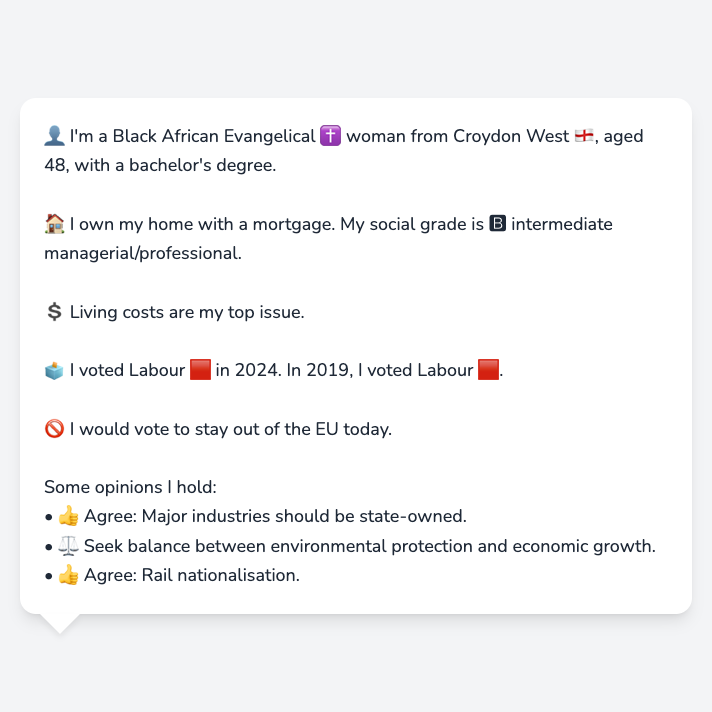 👤 I'm a Black African Evangelical ✝️ woman from Croydon West 🏴󠁧󠁢󠁥󠁮󠁧󠁿, aged
48, with a bachelor's degree.
🏠 I own my home with a mortgage. My social grade is 🅱 intermediate
managerial/professional.
💲 Living costs are my top issue.
🗳️ I voted Labour 🟥 in 2024. In 2019, I voted Labour 🟥.
🚫 I would vote to stay out of the EU today.
Some opinions I hold:
• 👍 Agree: Major industries should be state-owned.
• ⚖️ Seek balance between environmental protection and economic growth.
• 👍 Agree: Rail nationalisation.